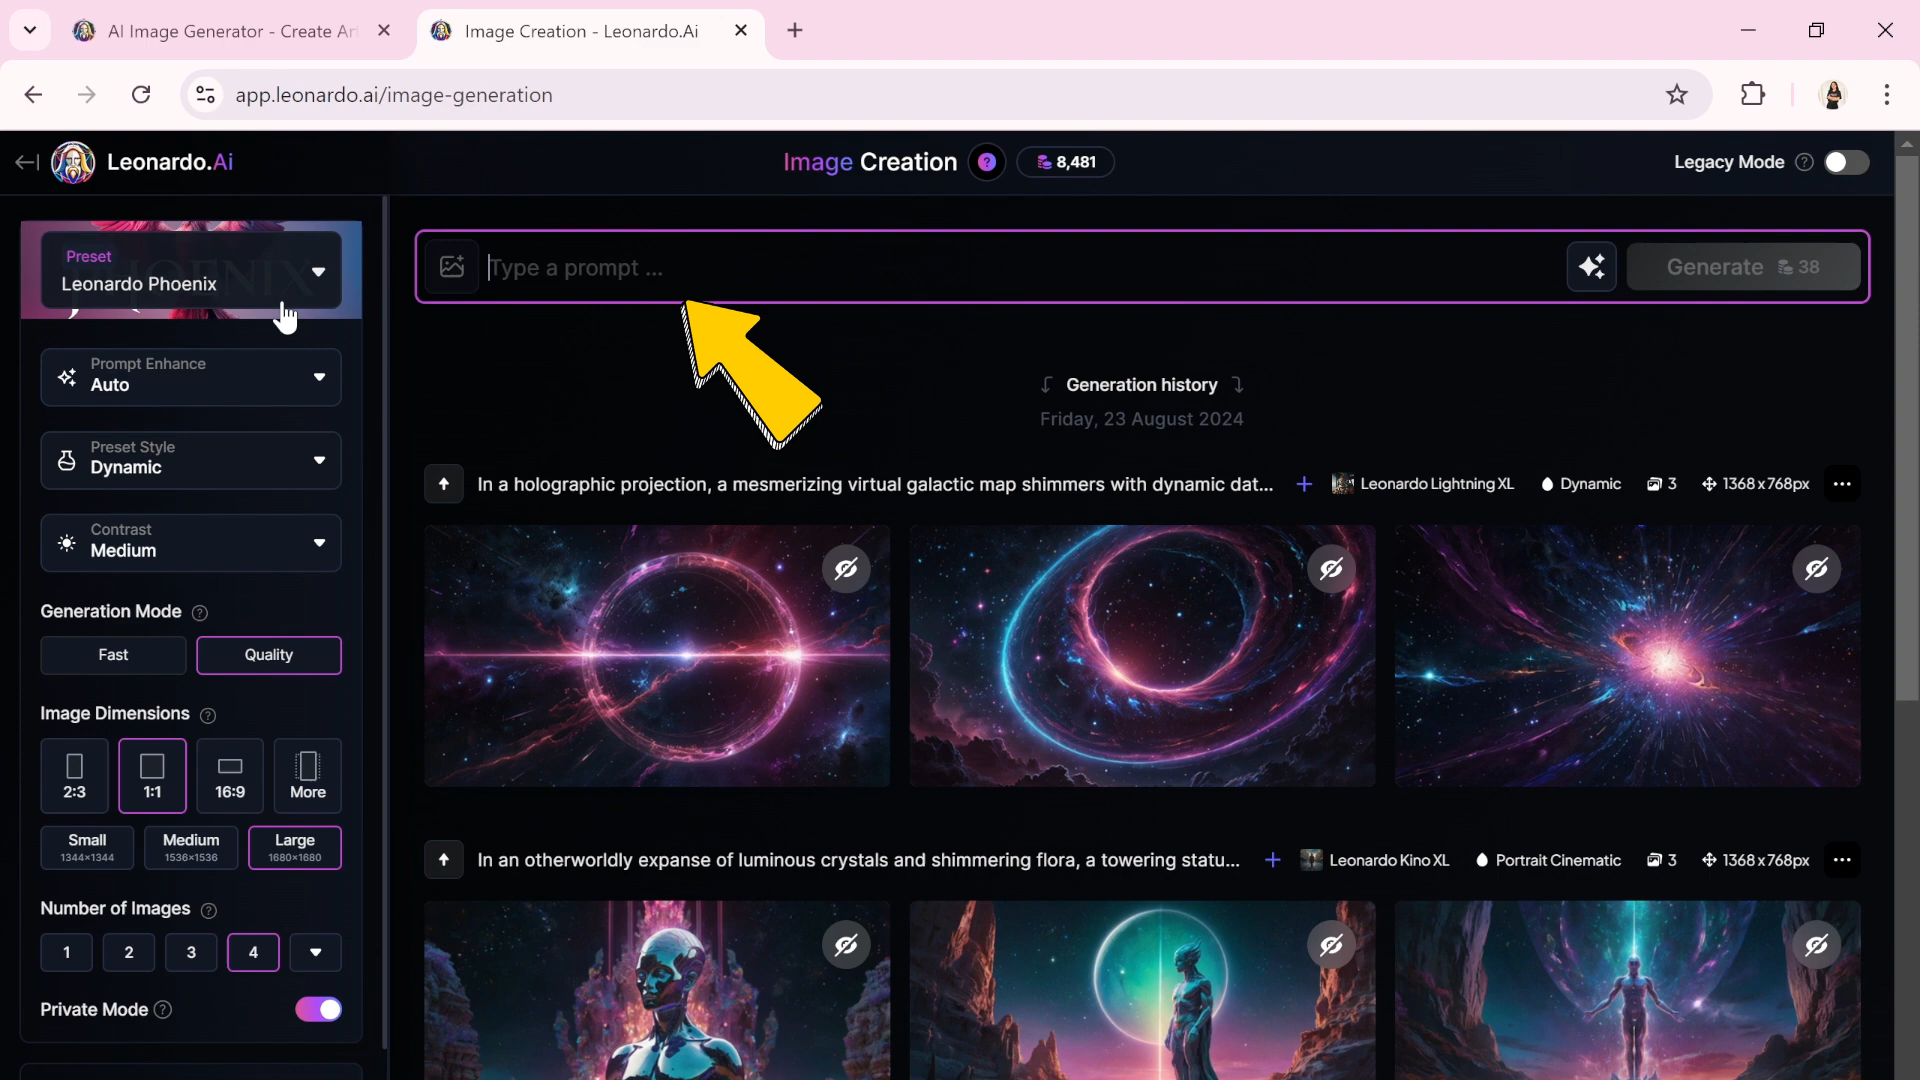 AI Image Generator - Create Art
Image Creation - Leonardo.Ai
app.leonardo.ai/image-generation
Leonardo.Ai
Image Creation
?
8,481
Legacy Mode ?
Preset
Leonardo Phoenix
Type a prompt ...
Generate 38
Prompt Enhance
Auto
Generation history
Friday, 23 August 2024
Preset Style
Dynamic
In a holographic projection, a mesmerizing virtual galactic map shimmers with dynamic dat... + Leonardo Lightning XL Dynamic 3 1368 x 768px ...
Contrast
Medium
Generation Mode ?
Fast
Quality
Image Dimensions ?
2:3
1:1
16:9
More
Small
1344×1344
Medium
1536×1536
Large
1680×1680
In an otherworldly expanse of luminous crystals and shimmering flora, a towering statu... + Leonardo Kino XL Portrait Cinematic 3 1368 x 768px ...
Number of Images ?
1 2 3 4
Private Mode ?